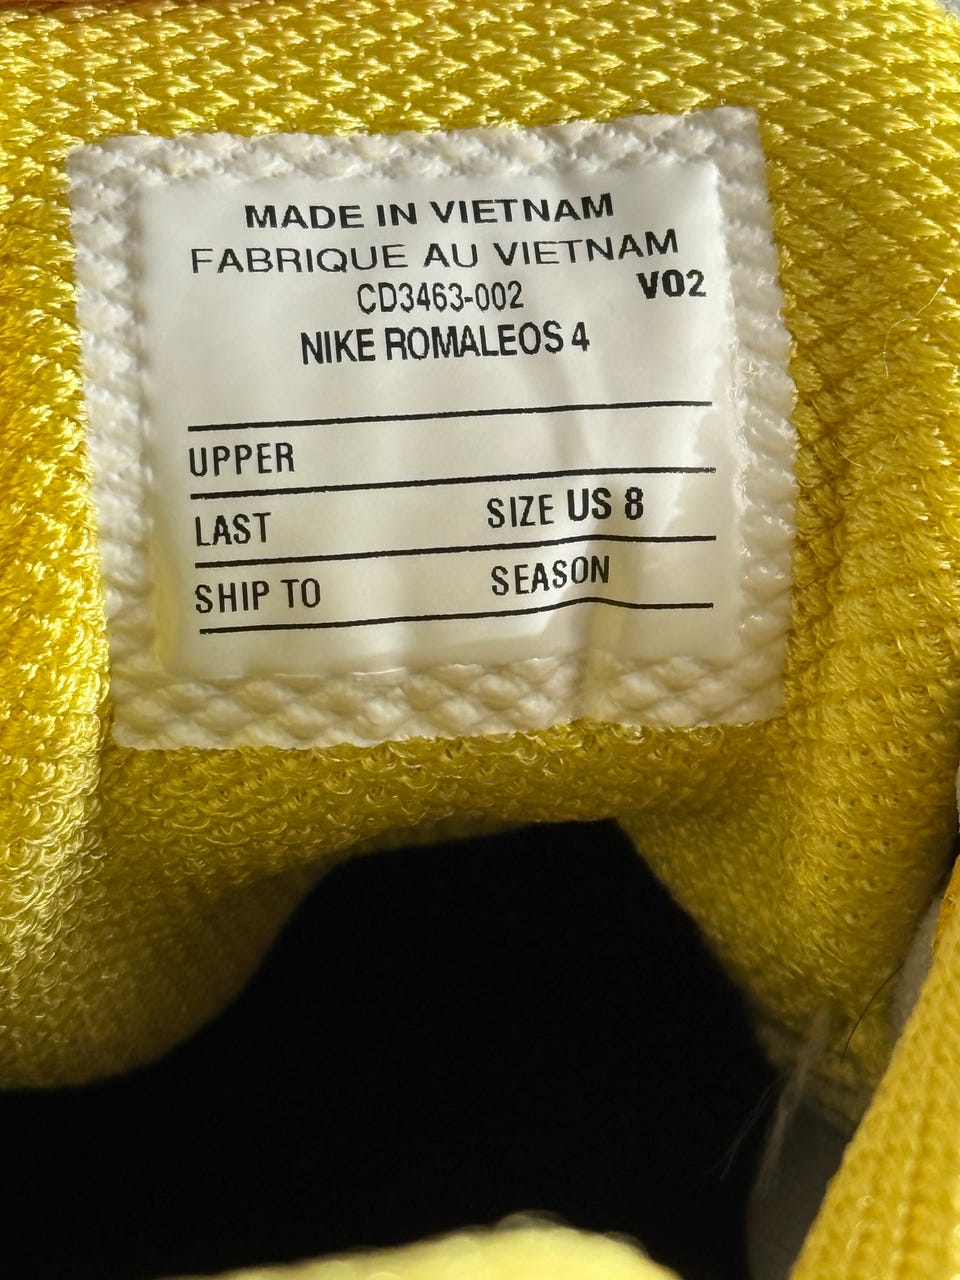 MADE IN VIETNAM
FABRIQUE AU VIETNAM
CD3463-002 V02
NIKE ROMALEOS 4
UPPER
LAST SIZE US 8
SHIP TO SEASON